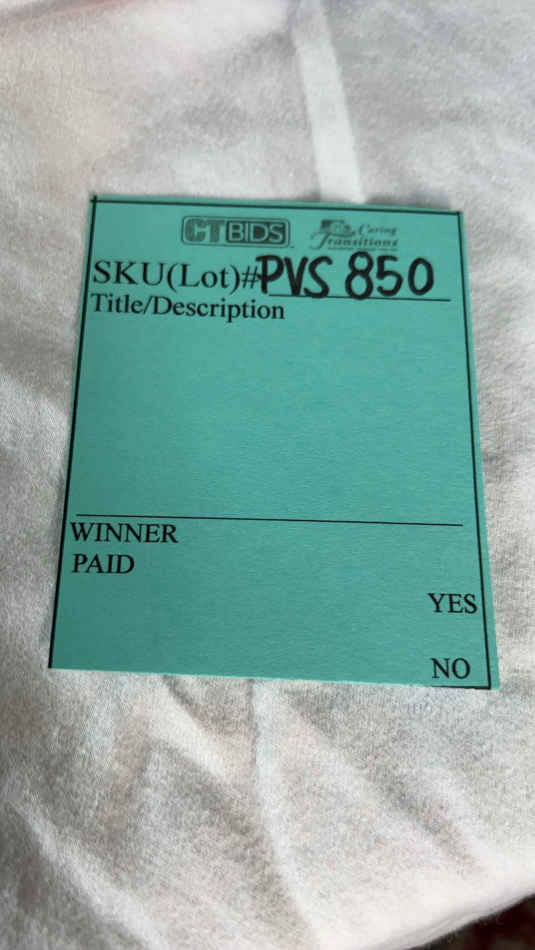 CTBIDS Caring Transitions
SKU(Lot)#PVS 850
Title/Description
WINNER
PAID
YES
NO